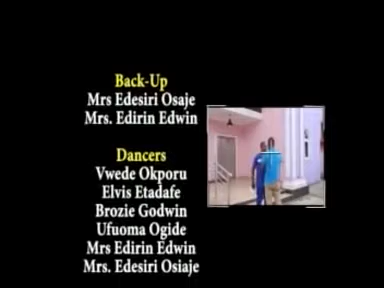 Back-Up
Mrs Edesiri Osaje
Mrs. Edirin Edwin
Dancers
Vwede Okporu
Elvis Etadafe
Brozie Godwin
Ufuoma Ogide
Mrs Edirin Edwin
Mrs. Edesiri Osiaje